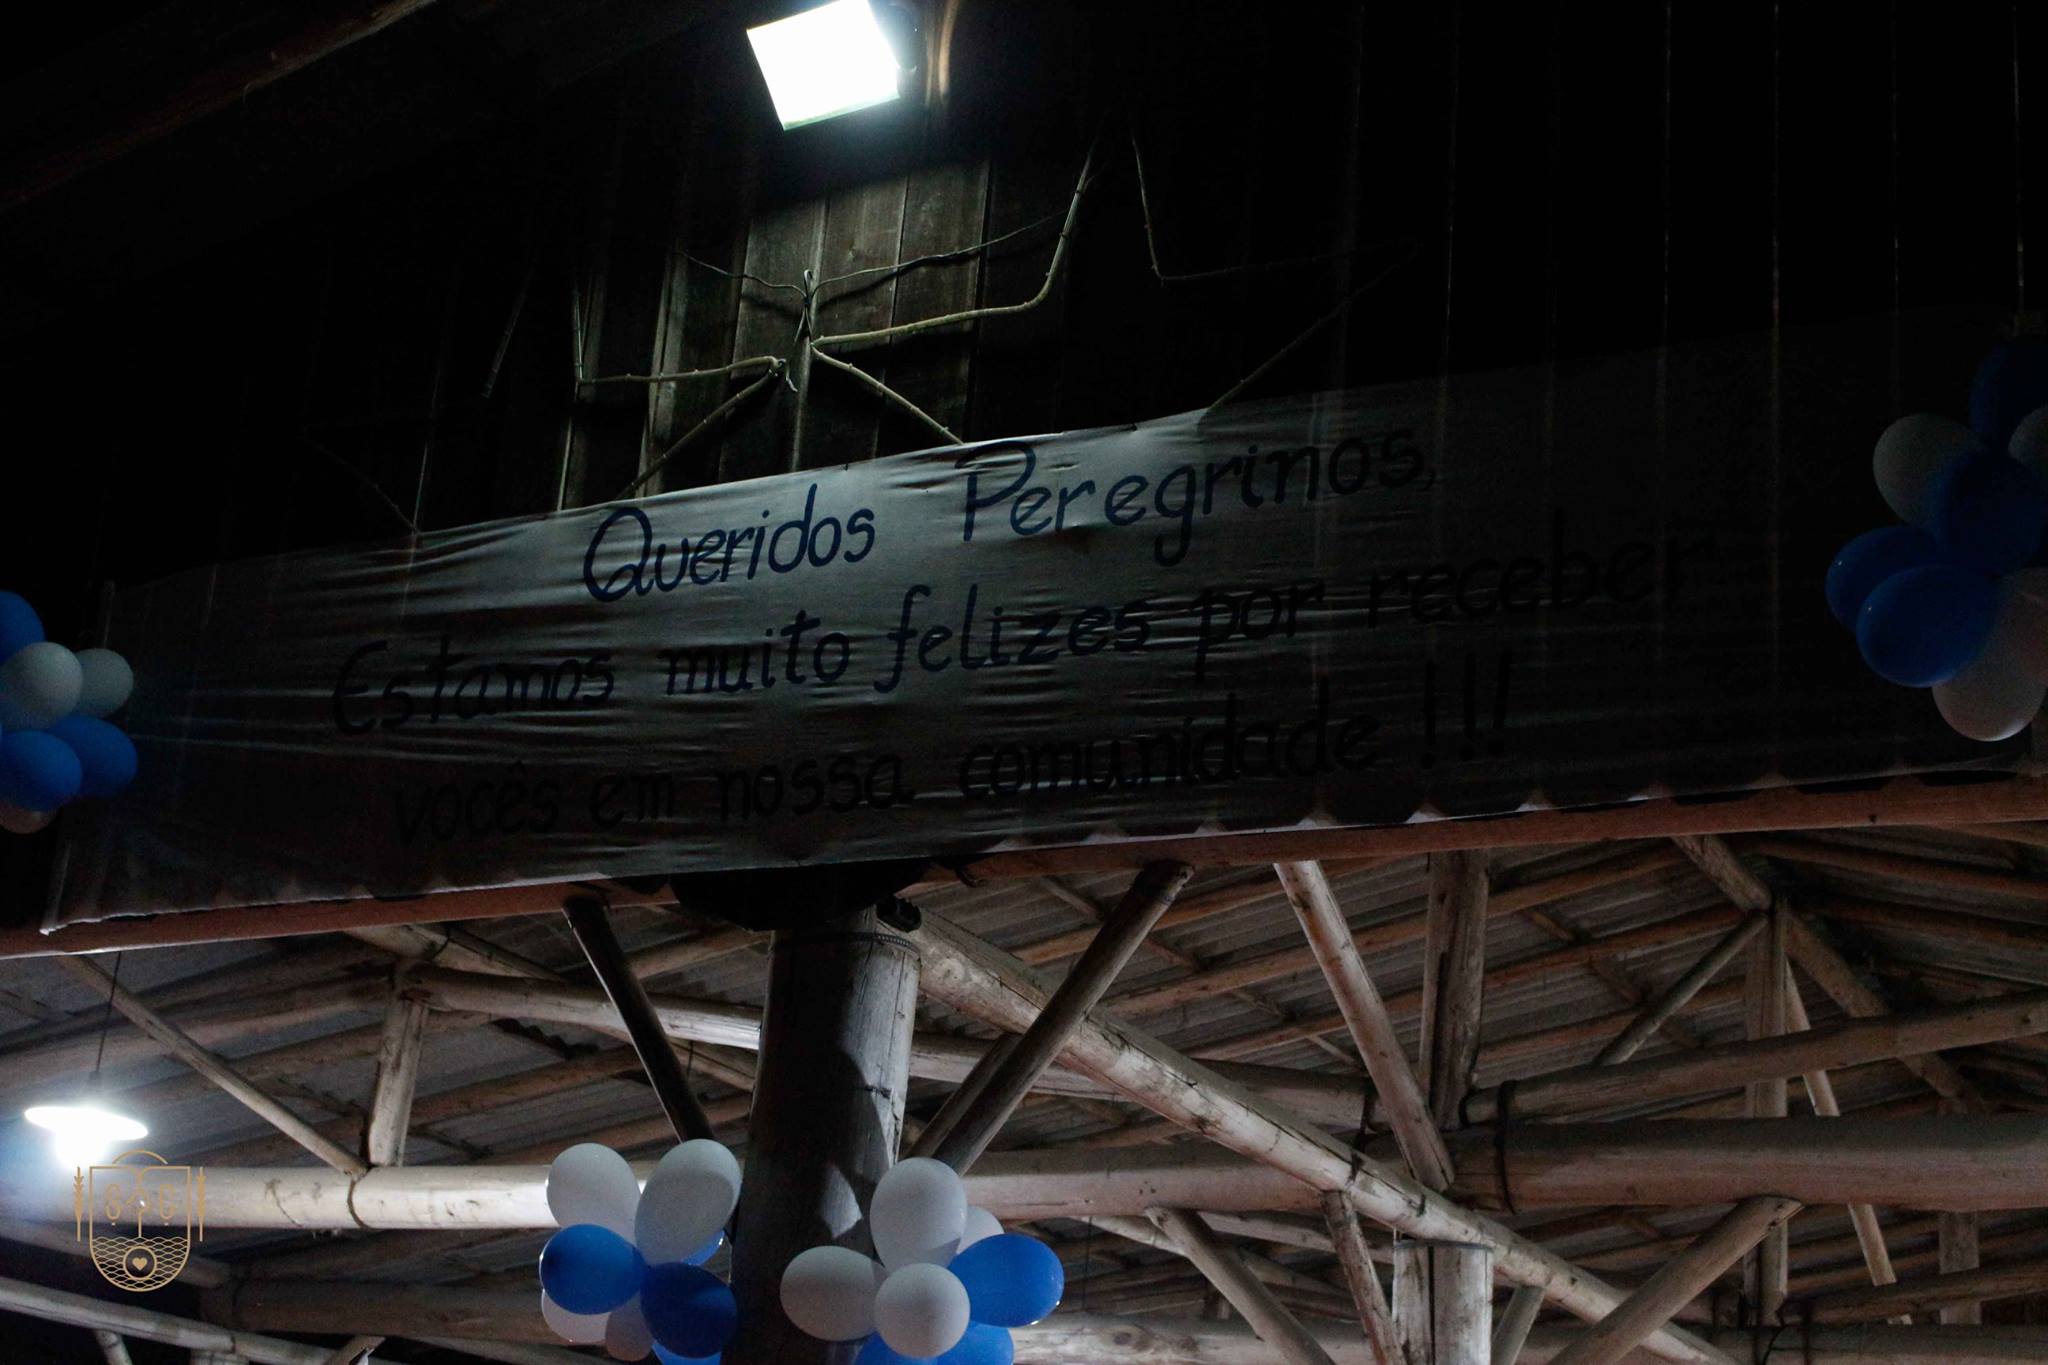 Queridos Peregrinos,
Estamos muito felizes por receber
vocês em nossa comunidade !!!